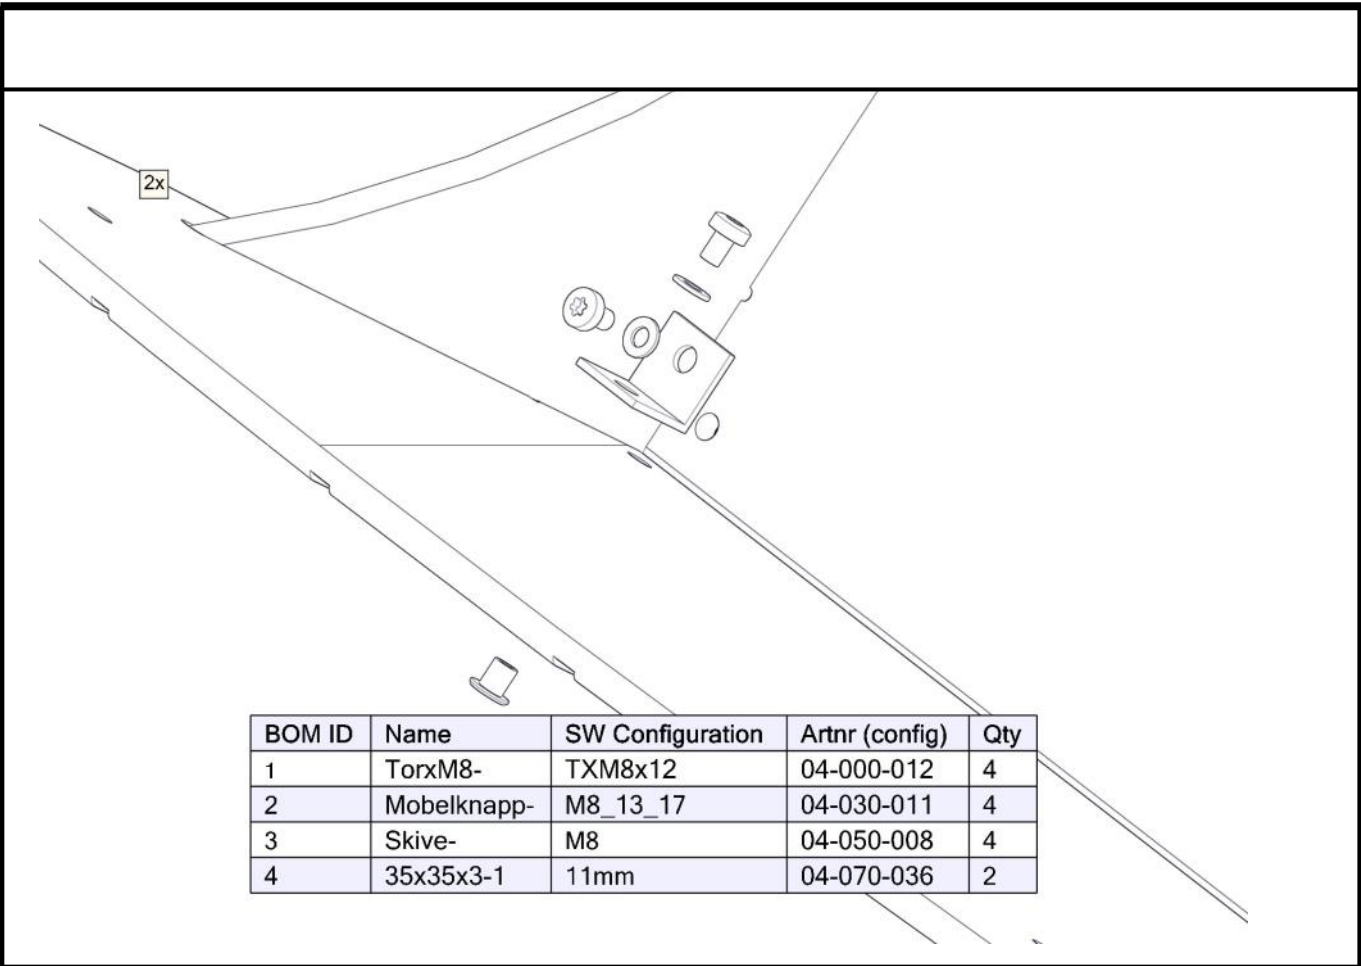 2x
BOM ID Name SW Configuration Artnr (config) Qty
1 TorxM8- TXM8x12 04-000-012 4
2 Mobelknapp- M8_13_17 04-030-011 4
3 Skive- M8 04-050-008 4
4 35x35x3-1 11mm 04-070-036 2